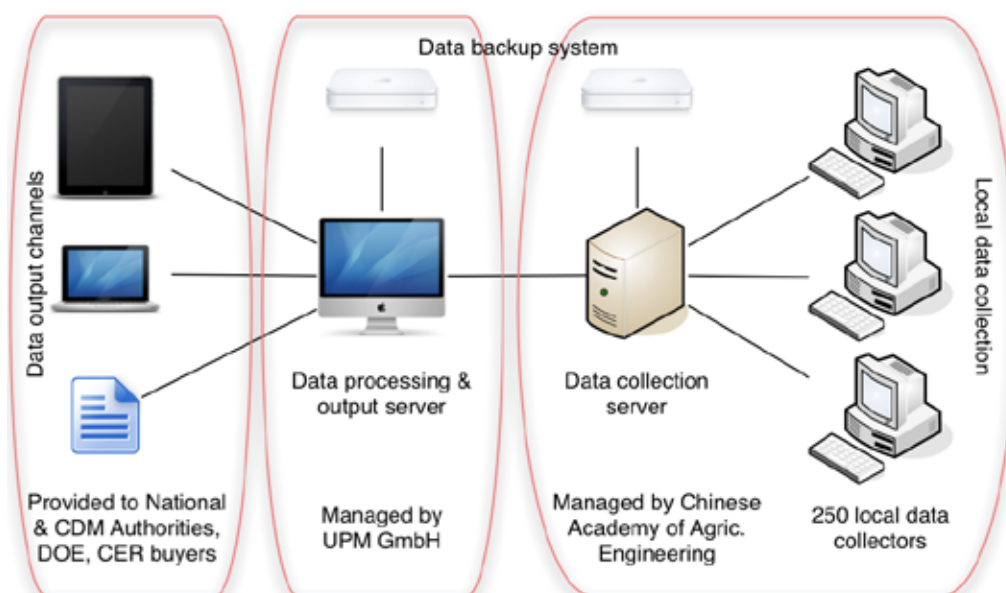 Data backup system
Data output channels
Local data collection
Data processing &
output server
Data collection
server
Provided to National
& CDM Authorities,
DOE, CER buyers
Managed by
UPM GmbH
Managed by Chinese
Academy of Agric.
Engineering
250 local data
collectors